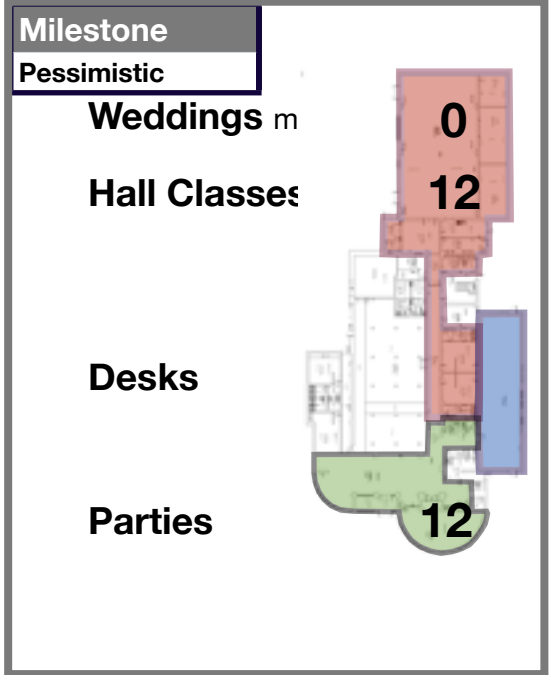 Milestone
Pessimistic
Weddings m 0
Hall Classes 12
Desks
Parties 12